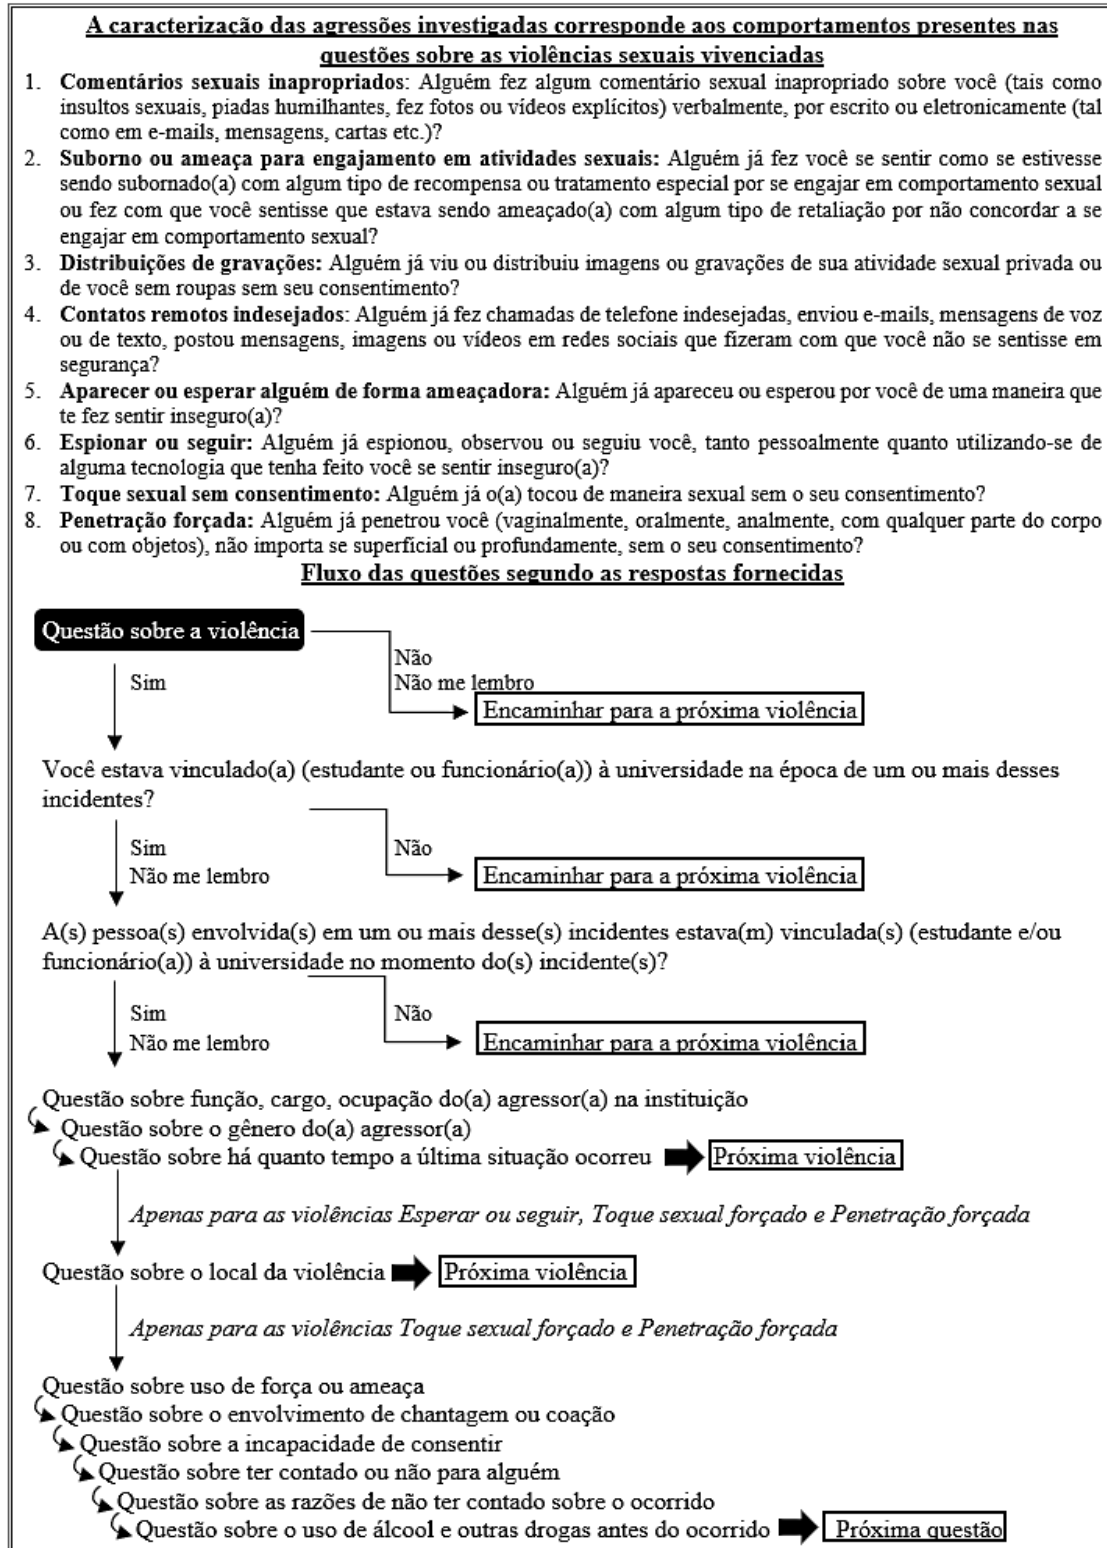 A caracterização das agressões investigadas corresponde aos comportamentos presentes nas
questões sobre as violências sexuais vivenciadas
1. Comentários sexuais inapropriados: Alguém fez algum comentário sexual inapropriado sobre você (tais como
insultos sexuais, piadas humilhantes, fez fotos ou vídeos explícitos) verbalmente, por escrito ou eletronicamente (tal
como em e-mails, mensagens, cartas etc.)?
2. Suborno ou ameaça para engajamento em atividades sexuais: Alguém já fez você se sentir como se estivesse
sendo subornado(a) com algum tipo de recompensa ou tratamento especial por se engajar em comportamento sexual
ou fez com que você sentisse que estava sendo ameaçado(a) com algum tipo de retaliação por não concordar a se
engajar em comportamento sexual?
3. Distribuições de gravações: Alguém já viu ou distribuiu imagens ou gravações de sua atividade sexual privada ou
de você sem roupas sem seu consentimento?
4. Contatos remotos indesejados: Alguém já fez chamadas de telefone indesejadas, enviou e-mails, mensagens de voz
ou de texto, postou mensagens, imagens ou vídeos em redes sociais que fizeram com que você não se sentisse em
segurança?
5. Aparecer ou esperar alguém de forma ameaçadora: Alguém já apareceu ou esperou por você de uma maneira que
te fez sentir inseguro(a)?
6. Espionar ou seguir: Alguém já espionou, observou ou seguiu você, tanto pessoalmente quanto utilizando-se de
alguma tecnologia que tenha feito você se sentir inseguro(a)?
7. Toque sexual sem consentimento: Alguém já o(a) tocou de maneira sexual sem o seu consentimento?
8. Penetração forçada: Alguém já penetrou você (vaginalmente, oralmente, analmente, com qualquer parte do corpo
ou com objetos), não importa se superficial ou profundamente, sem o seu consentimento?
Fluxo das questões segundo as respostas fornecidas
Questão sobre a violência
Não
Sim
Não me lembro
Encaminhar para a próxima violência
Você estava vinculado(a) (estudante ou funcionário(a)) à universidade na época de um ou mais desses
incidentes?
Sim
Não
Não me lembro
Encaminhar para a próxima violência
A(s) pessoa(s) envolvida(s) em um ou mais desse(s) incidentes estava(m) vinculada(s) (estudante e/ou
funcionário(a)) à universidade no momento do(s) incidente(s)?
Sim
Não
Não me lembro
Encaminhar para a próxima violência
Questão sobre função, cargo, ocupação do(a) agressor(a) na instituição
Questão sobre o gênero do(a) agressor(a)
Questão sobre há quanto tempo a última situação ocorreu
Próxima violência
Apenas para as violências Esperar ou seguir, Toque sexual forçado e Penetração forçada
Questão sobre o local da violência
Próxima violência
Apenas para as violências Toque sexual forçado e Penetração forçada
Questão sobre uso de força ou ameaça
Questão sobre o envolvimento de chantagem ou coação
Questão sobre a incapacidade de consentir
Questão sobre ter contado ou não para alguém
Questão sobre as razões de não ter contado sobre o ocorrido
Questão sobre o uso de álcool e outras drogas antes do ocorrido
Próxima questão